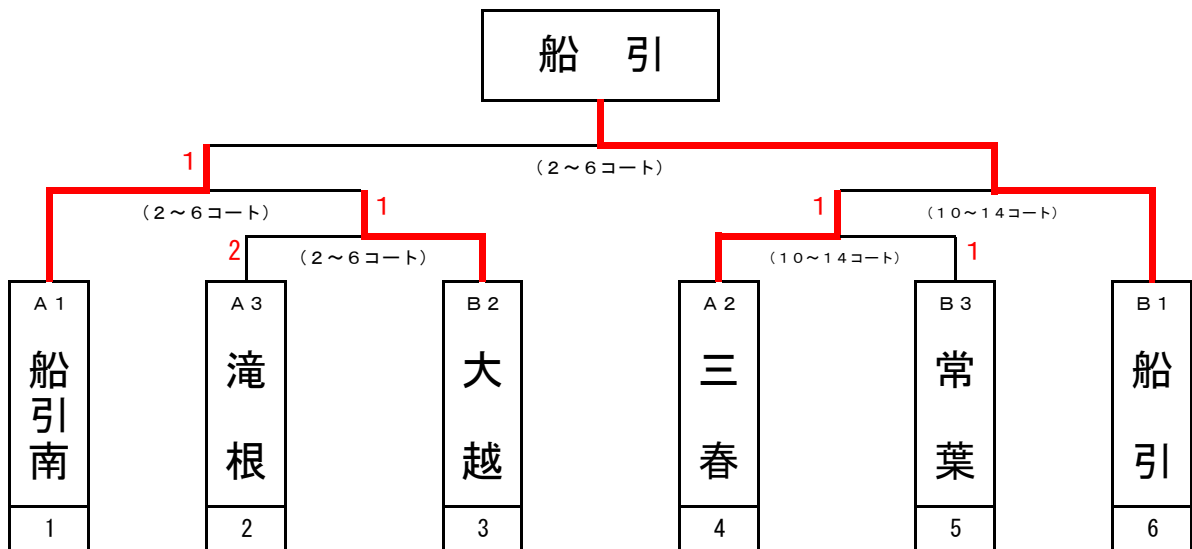 船 引
1
(2~6コート)
1 1
(2~6コート) (10~14コート)
2 1
(2~6コート) (10~14コート)
A1 A3 B2 A2 B3 B1
船引南 滝根 大越 三春 常葉 船引
1 2 3 4 5 6